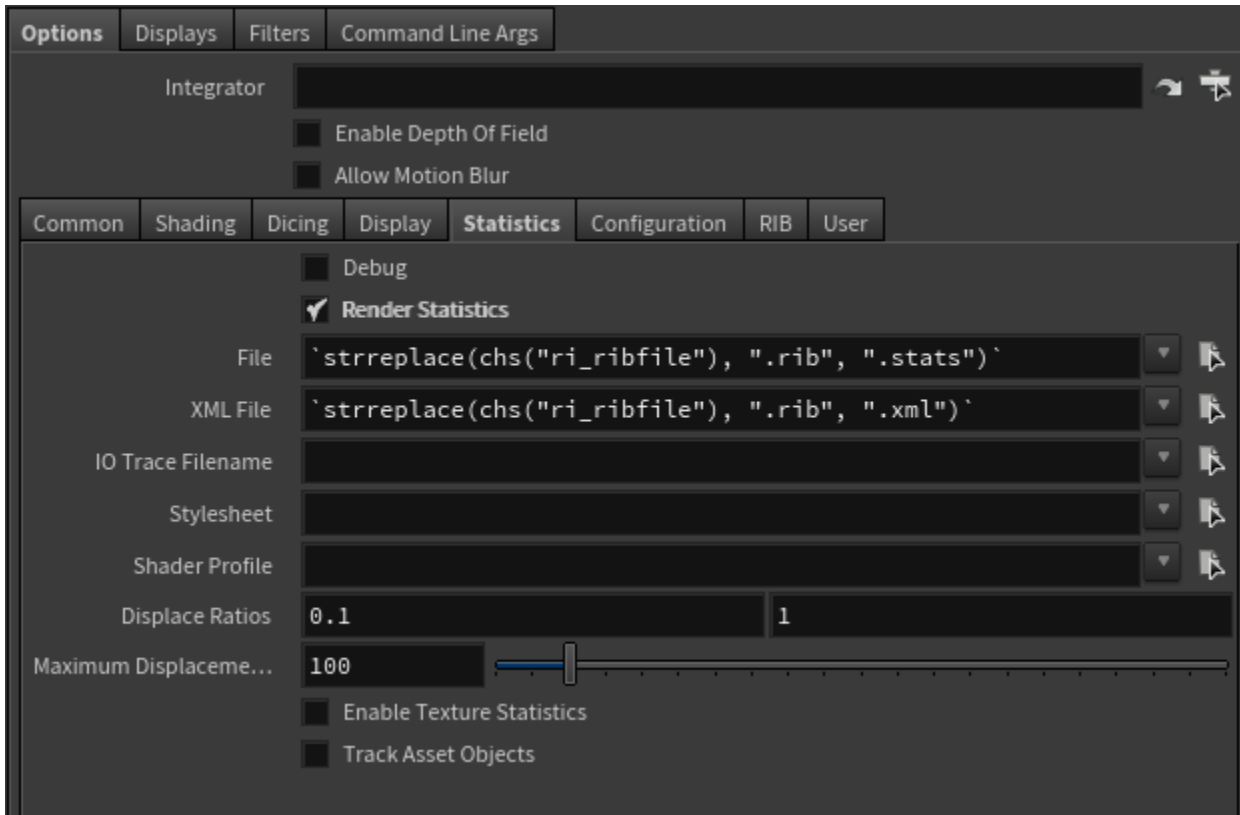 Options Displays Filters Command Line Args
Integrator
Enable Depth Of Field
Allow Motion Blur
Common Shading Dicing Display Statistics Configuration RIB User
Debug
Render Statistics
File `strreplace(chs("ri_ribfile"), ".rib", ".stats")`
XML File `strreplace(chs("ri_ribfile"), ".rib", ".xml")`
IO Trace Filename
Stylesheet
Shader Profile
Displace Ratios 0.1 1
Maximum Displaceme... 100
Enable Texture Statistics
Track Asset Objects